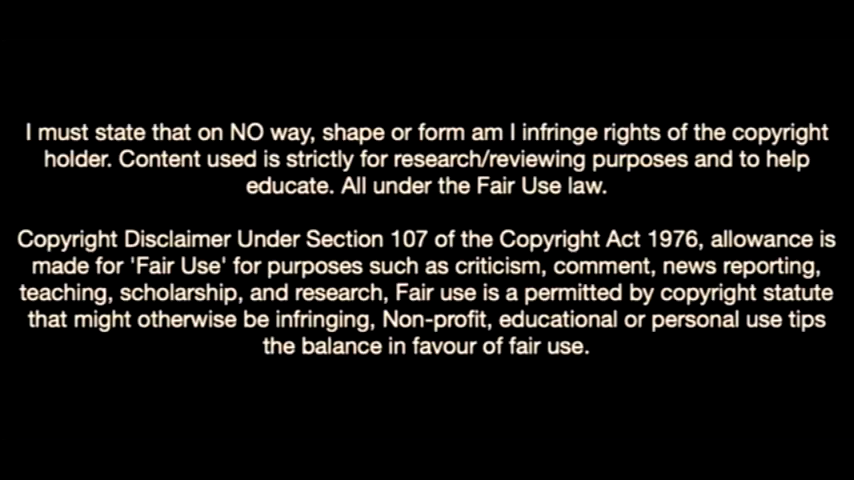 I must state that on NO way, shape or form am I infringe rights of the copyright
holder. Content used is strictly for research/reviewing purposes and to help
educate. All under the Fair Use law.
Copyright Disclaimer Under Section 107 of the Copyright Act 1976, allowance is
made for 'Fair Use' for purposes such as criticism, comment, news reporting,
teaching, scholarship, and research, Fair use is a permitted by copyright statute
that might otherwise be infringing, Non-profit, educational or personal use tips
the balance in favour of fair use.